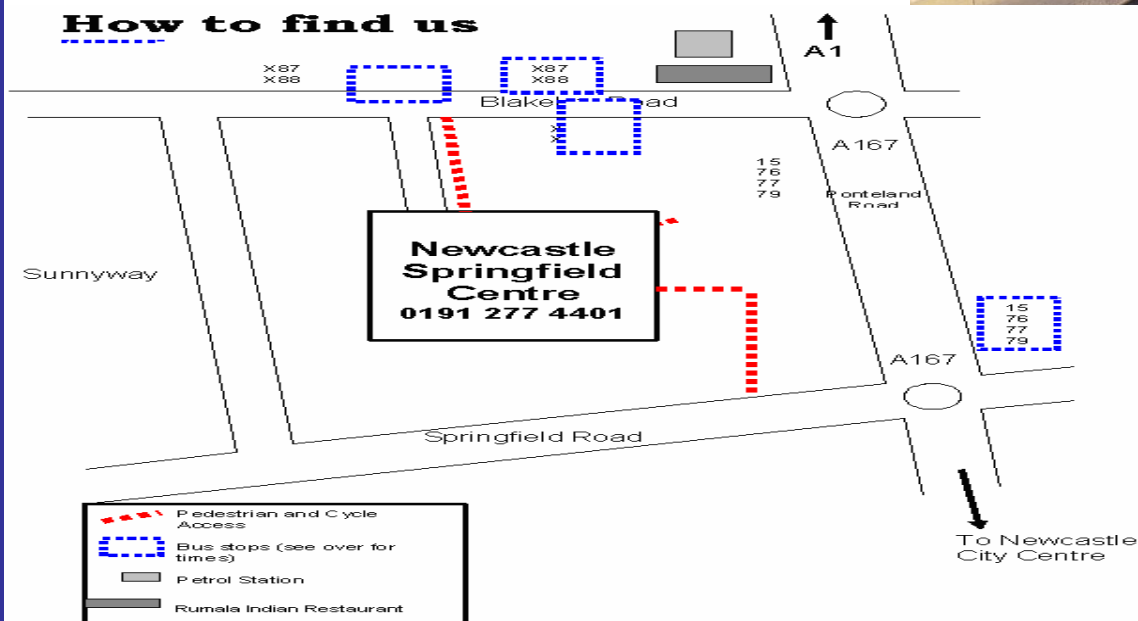 How to find us
X87
X88
X87
X88
A1
Road
A167
15
76
77
79
Ponteland
Road
Newcastle
Springfield
Centre
0191 277 4401
Sunnyway
15
76
77
79
A167
Springfield Road
To Newcastle
City Centre
Pedestrian and Cycle
Access
Bus stops (see over for
times)
Petrol Station
Rumala Indian Restaurant